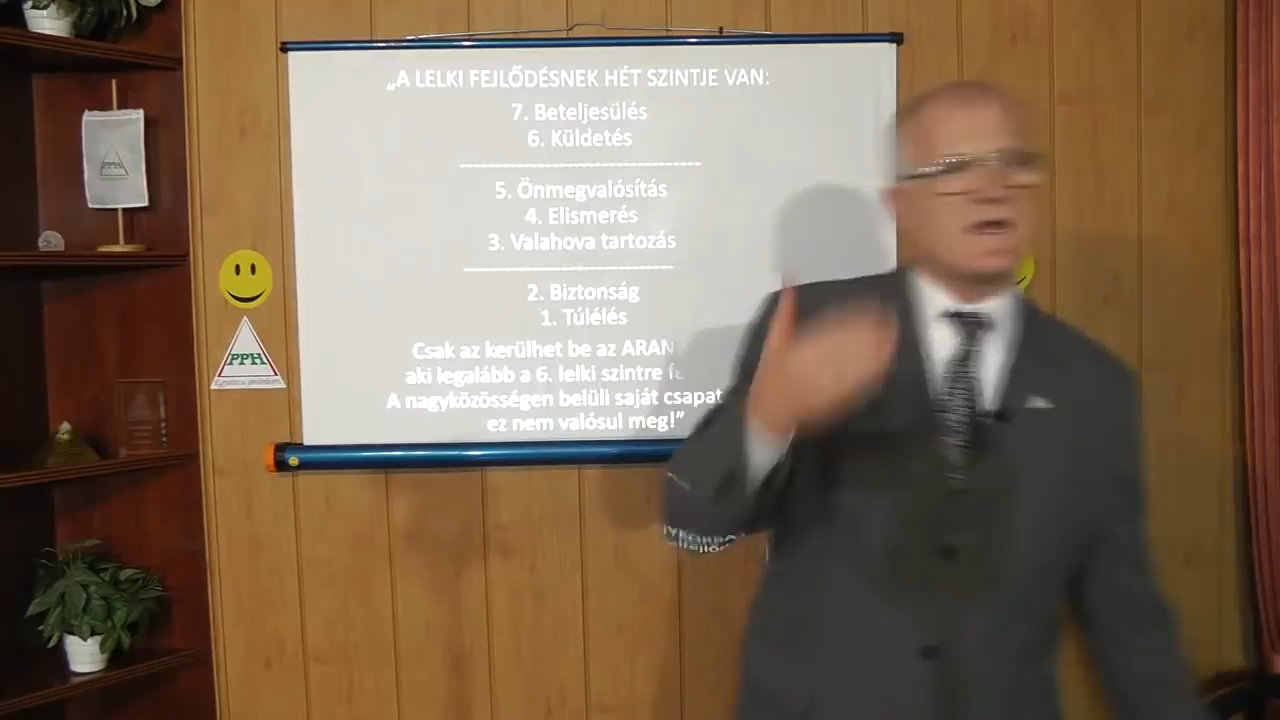 „A LELKI FEJLŐDÉSNEK HÉT SZINTJE VAN:
7. Beteljesülés
6. Küldetés
5. Önmegvalósítás
4. Elismerés
3. Valahova tartozás
2. Biztonság
1. Túlélés
Csak az kerülhet be az ARAN
aki legalább a 6. lelki szintre
A nagyközösségen belüli saját csapat
ez nem valósul meg!”
PPH